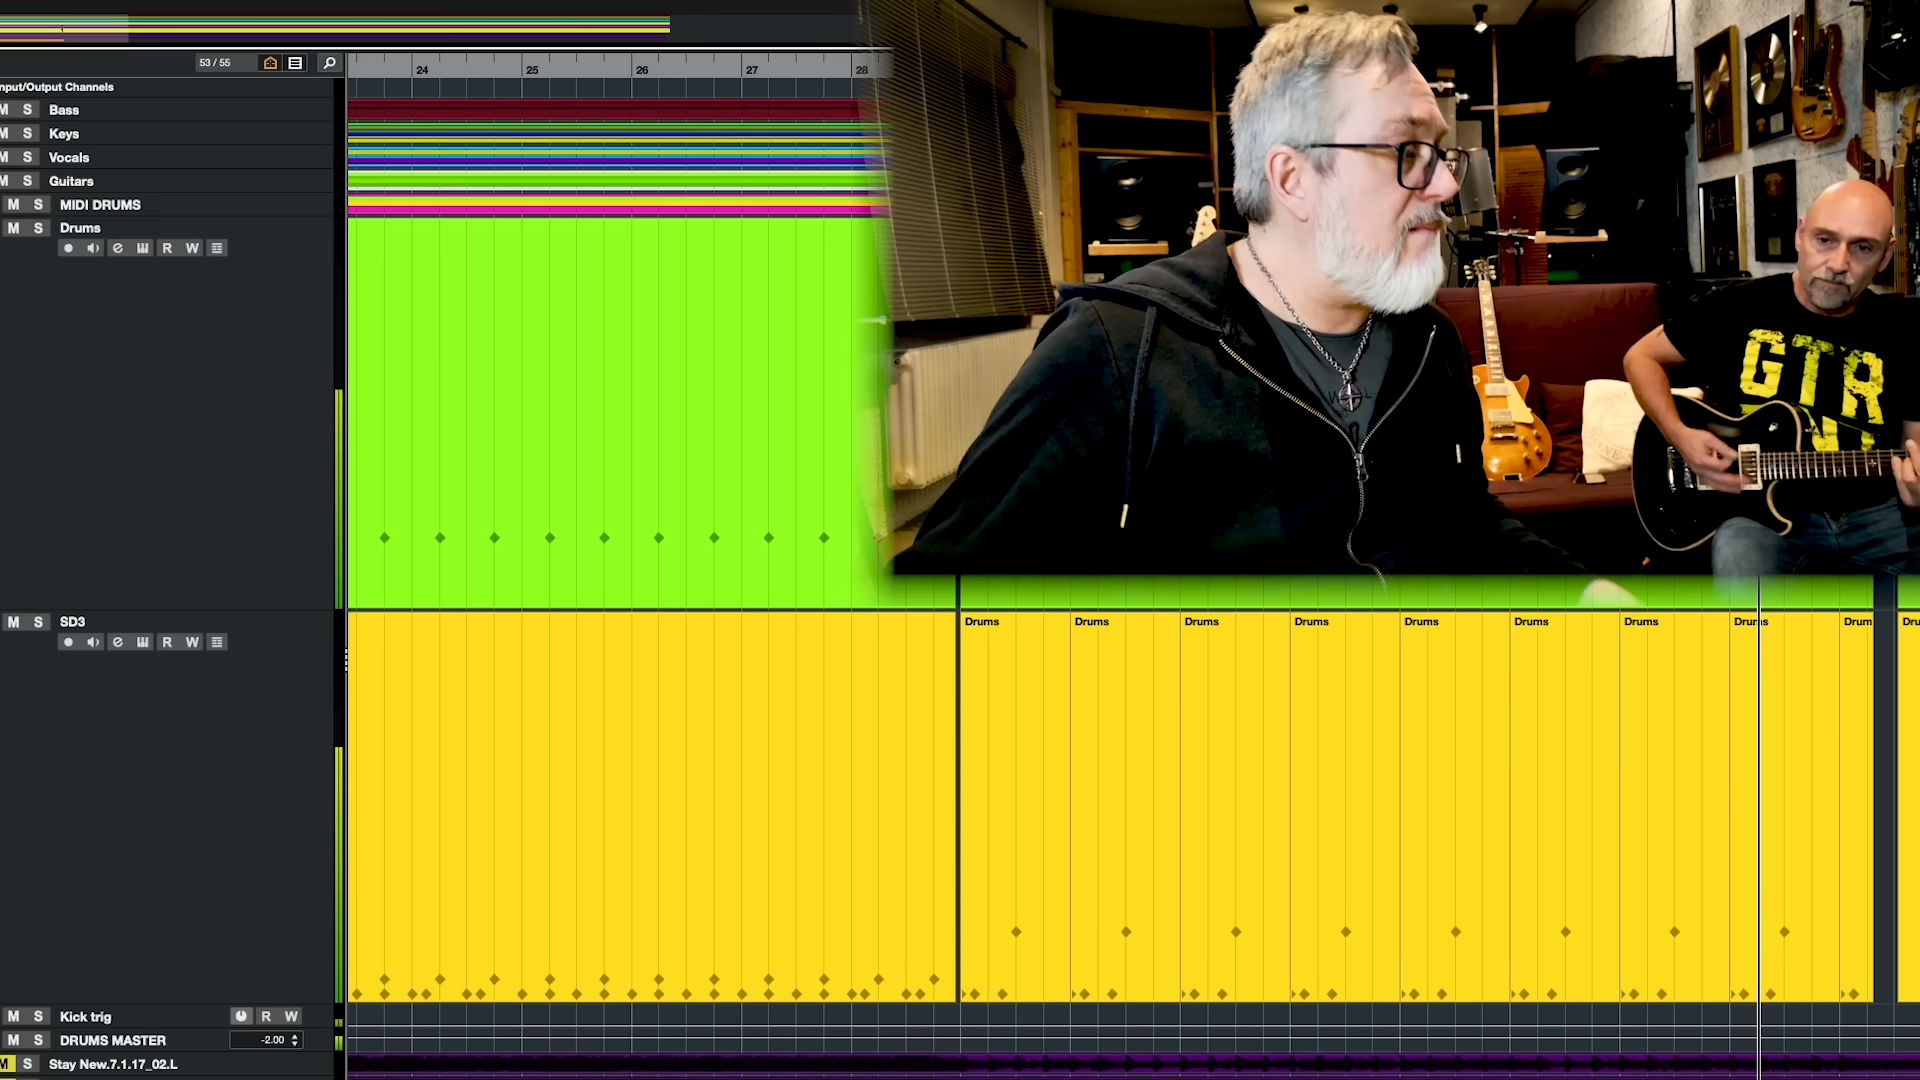 53 / 55
24 25 26 27 28
nput/Output Channels
M S Bass
M S Keys
M S Vocals
M S Guitars
M S MIDI DRUMS
M S Drums
R W
GTR
M S SD3
R W
Drums Drums Drums Drums Drums Drums Drums Drums Drum Dru
M S Kick trig R W
M S DRUMS MASTER -2.00
M S Stay New.7.1.17_02.L